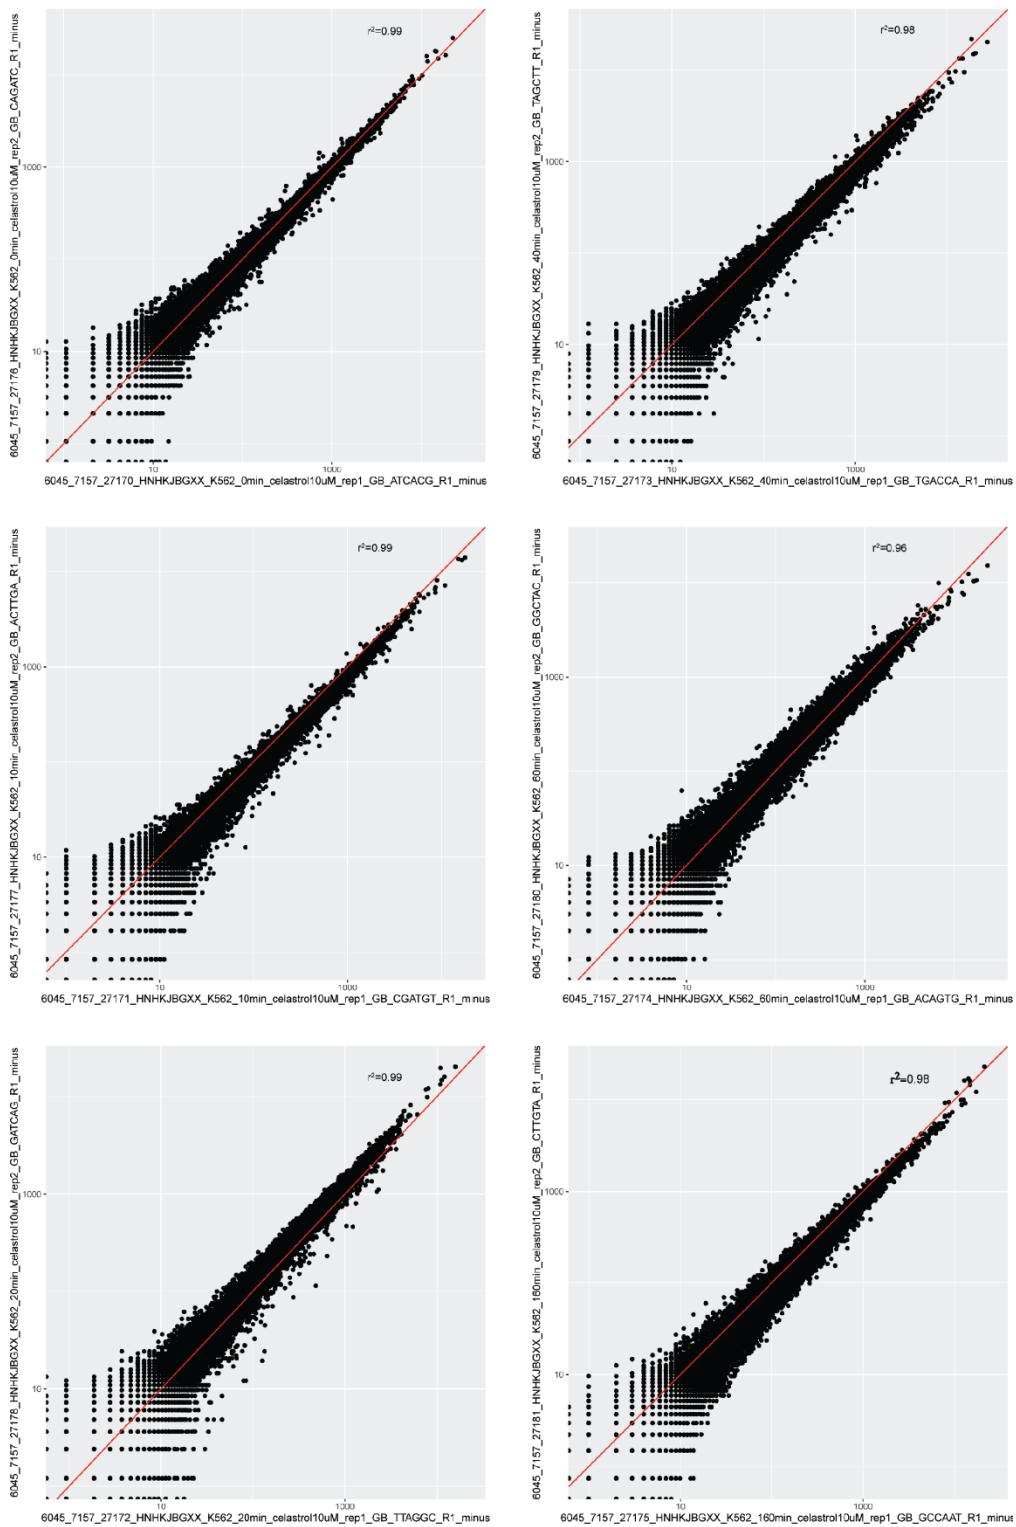 6045_7157_27176_HNHKJBGXX_K562_0min_celastrol10uM_rep2_GB_CAGATC_R1_minus
r²=0.99
1000
10
10
1000
6045_7157_27170_HNHKJBGXX_K562_0min_celastrol10uM_rep1_GB_ATCACG_R1_minus
6045_7157_27179_HNHKJBGXX_K562_40min_celastrol10uM_rep2_GB_TAGCTT_R1_minus
r²=0.98
1000
10
10
1000
6045_7157_27173_HNHKJBGXX_K562_40min_celastrol10uM_rep1_GB_TGACCA_R1_minus
6045_7157_27177_HNHKJBGXX_K562_10min_celastrol10uM_rep2_GB_ACTTGA_R1_minus
r²=0.99
1000
10
10
1000
6045_7157_27171_HNHKJBGXX_K562_10min_celastrol10uM_rep1_GB_CGATGT_R1_minus
6045_7157_27180_HNHKJBGXX_K562_60min_celastrol10uM_rep2_GB_GGCTAC_R1_minus
r²=0.96
1000
10
10
1000
6045_7157_27174_HNHKJBGXX_K562_60min_celastrol10uM_rep1_GB_ACAGTG_R1_minus
6045_7157_27178_HNHKJBGXX_K562_20min_celastrol10uM_rep2_GB_GATCAG_R1_minus
r²=0.99
1000
10
10
1000
6045_7157_27172_HNHKJBGXX_K562_20min_celastrol10uM_rep1_GB_TTAGGC_R1_minus
6045_7157_27181_HNHKJBGXX_K562_160min_celastrol10uM_rep2_GB_CTTGTA_R1_minus
r²=0.98
1000
10
10
1000
6045_7157_27175_HNHKJBGXX_K562_160min_celastrol10uM_rep1_GB_GCCAAT_R1_minus